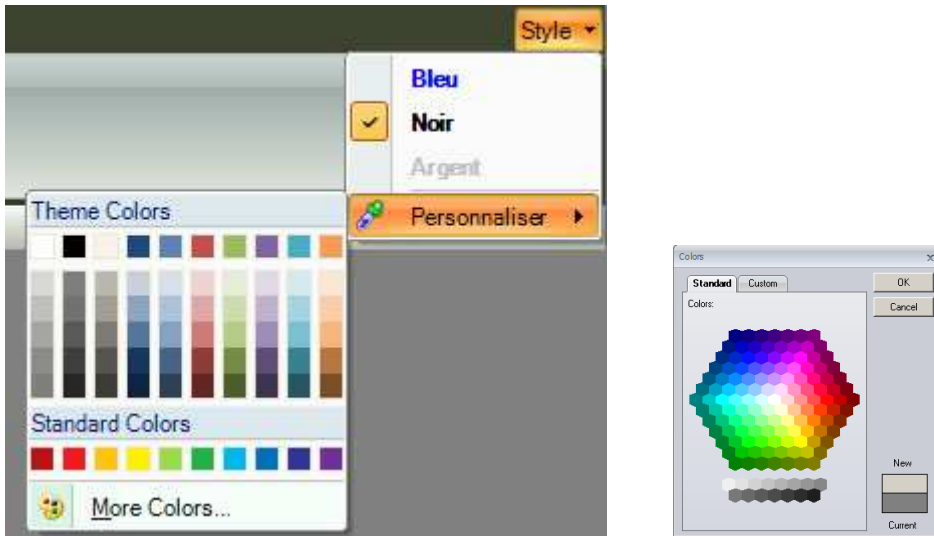 Style
Bleu
Noir
Argent
Personnaliser
Theme Colors
Standard Colors
More Colors...
Colors
Standard Custom
Colors:
OK
Cancel
New
Current